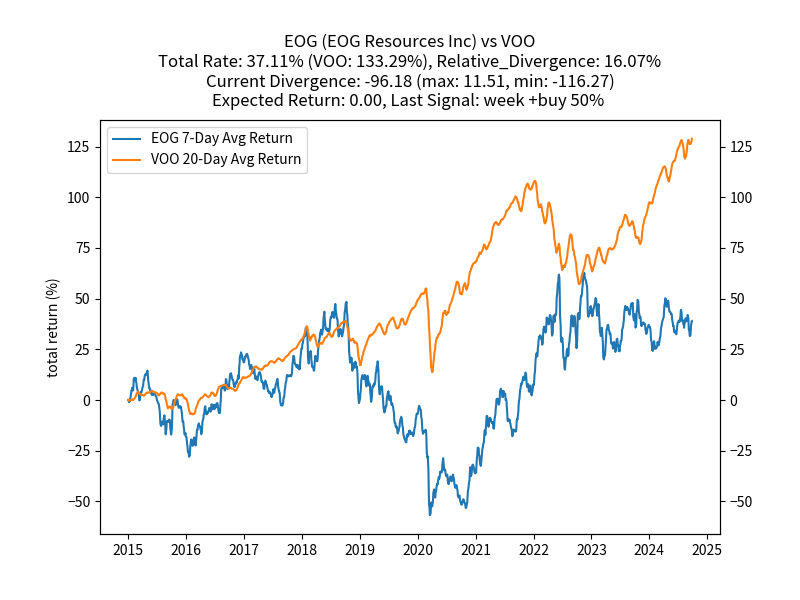 EOG (EOG Resources Inc) vs VOO
Total Rate: 37.11% (VOO: 133.29%), Relative_Divergence: 16.07%
Current Divergence: -96.18 (max: 11.51, min: -116.27)
Expected Return: 0.00, Last Signal: week +buy 50%
EOG 7-Day Avg Return
VOO 20-Day Avg Return
total return (%)
125
100
75
50
25
0
−25
−50
125
100
75
50
25
0
−25
−50
2015 2016 2017 2018 2019 2020 2021 2022 2023 2024 2025